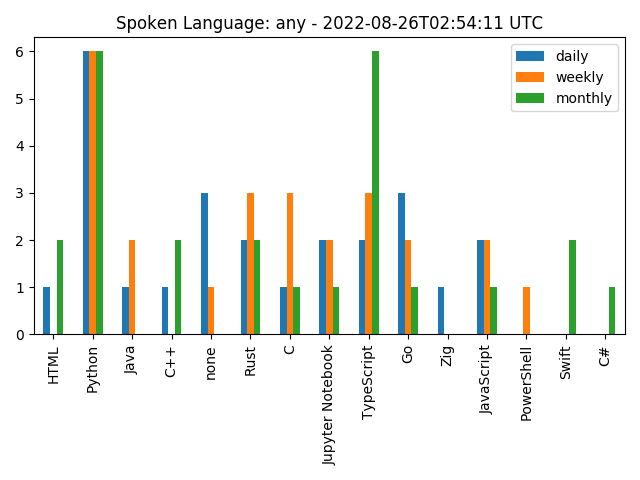 Spoken Language: any - 2022-08-26T02:54:11 UTC
daily
weekly
monthly
6
5
4
3
2
1
0
HTML
Python
Java
C++
none
Rust
C
Jupyter Notebook
TypeScript
Go
Zig
JavaScript
PowerShell
Swift
C#